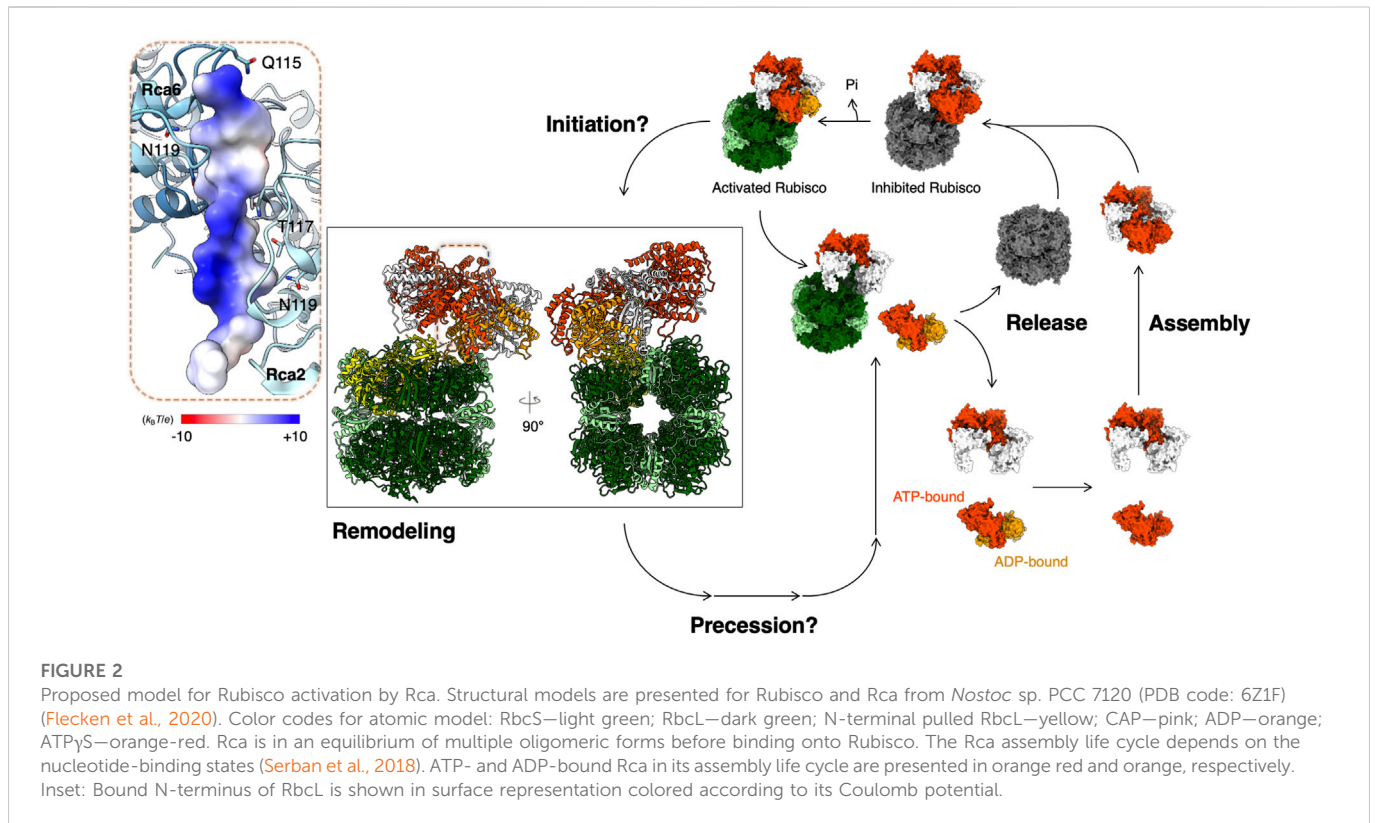 Q115
Rca6
N119
T117
N119
Rca2
(kBT/e)
-10
+10
Initiation?
Pi
Activated Rubisco
Inhibited Rubisco
90°
Remodeling
Release
Assembly
ATP-bound
ADP-bound
Precession?
FIGURE 2
Proposed model for Rubisco activation by Rca. Structural models are presented for Rubisco and Rca from Nostoc sp. PCC 7120 (PDB code: 6Z1F)
(Flecken et al., 2020). Color codes for atomic model: RbcS—light green; RbcL—dark green; N-terminal pulled RbcL—yellow; CAP—pink; ADP—orange;
ATPγS—orange-red. Rca is in an equilibrium of multiple oligomeric forms before binding onto Rubisco. The Rca assembly life cycle depends on the
nucleotide-binding states (Serban et al., 2018). ATP- and ADP-bound Rca in its assembly life cycle are presented in orange red and orange, respectively.
Inset: Bound N-terminus of RbcL is shown in surface representation colored according to its Coulomb potential.